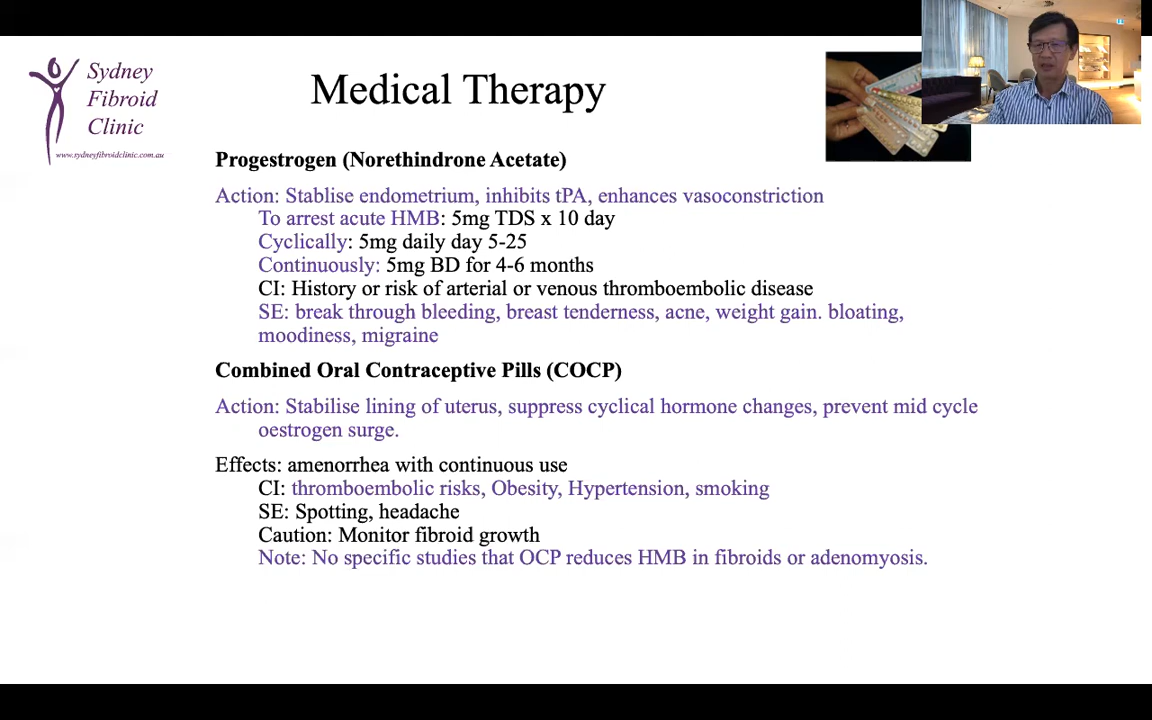 Sydney
Fibroid
Clinic
www.sydneyfibroidclinic.com.au
Medical Therapy
Progestrogen (Norethindrone Acetate)
Action: Stablise endometrium, inhibits tPA, enhances vasoconstriction
To arrest acute HMB: 5mg TDS x 10 day
Cyclically: 5mg daily day 5-25
Continuously: 5mg BD for 4-6 months
CI: History or risk of arterial or venous thromboembolic disease
SE: break through bleeding, breast tenderness, acne, weight gain. bloating,
moodiness, migraine
Combined Oral Contraceptive Pills (COCP)
Action: Stabilise lining of uterus, suppress cyclical hormone changes, prevent mid cycle
oestrogen surge.
Effects: amenorrhea with continuous use
CI: thromboembolic risks, Obesity, Hypertension, smoking
SE: Spotting, headache
Caution: Monitor fibroid growth
Note: No specific studies that OCP reduces HMB in fibroids or adenomyosis.